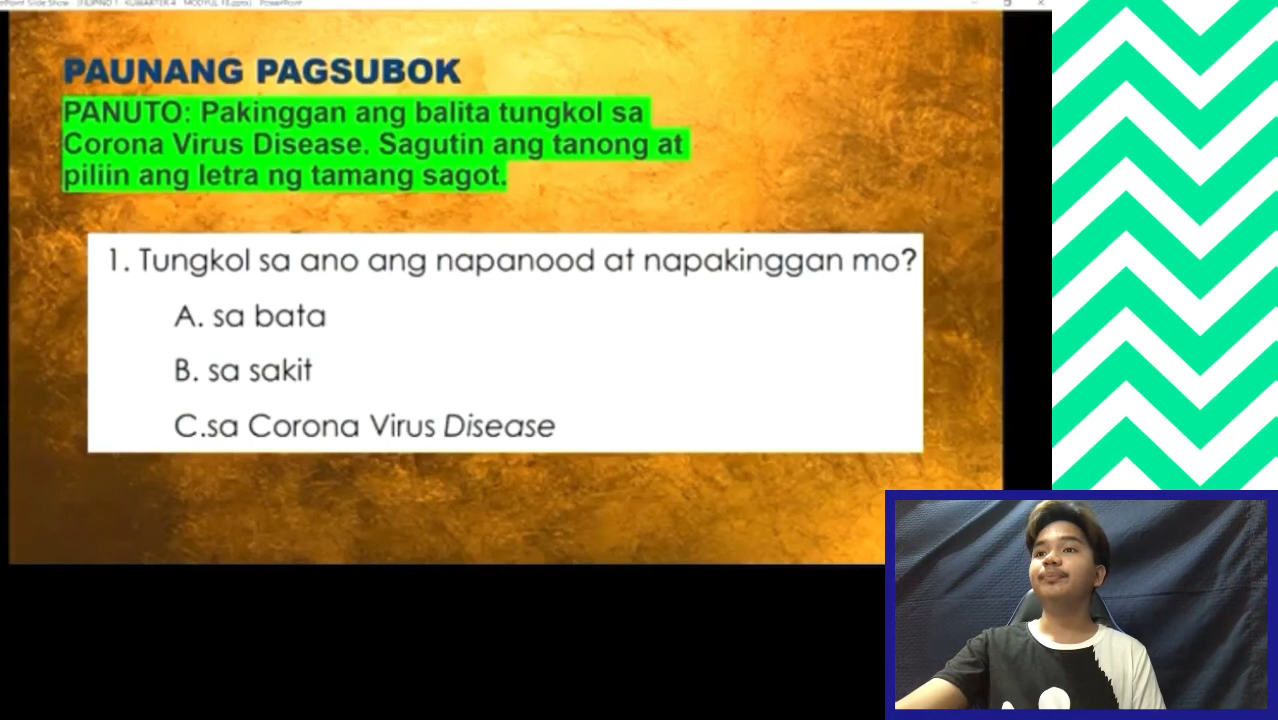 PAUNANG PAGSUBOK
PANUTO: Pakinggan ang balita tungkol sa
Corona Virus Disease. Sagutin ang tanong at
piliin ang letra ng tamang sagot.
1. Tungkol sa ano ang napanood at napakinggan mo?
A. sa bata
B. sa sakit
C.sa Corona Virus Disease